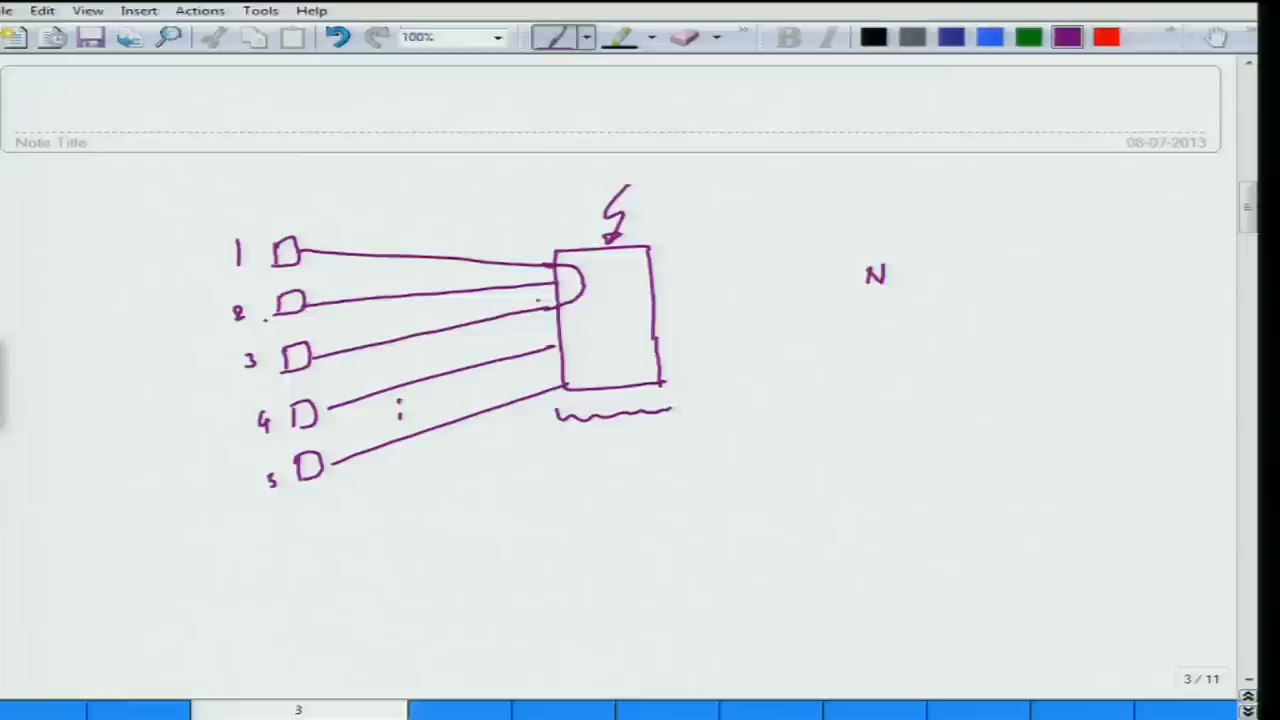 File Edit View Insert Actions Tools Help
100%
B I
Note Title
08-07-2013
1
2
3
4
5
N
3 / 11
3